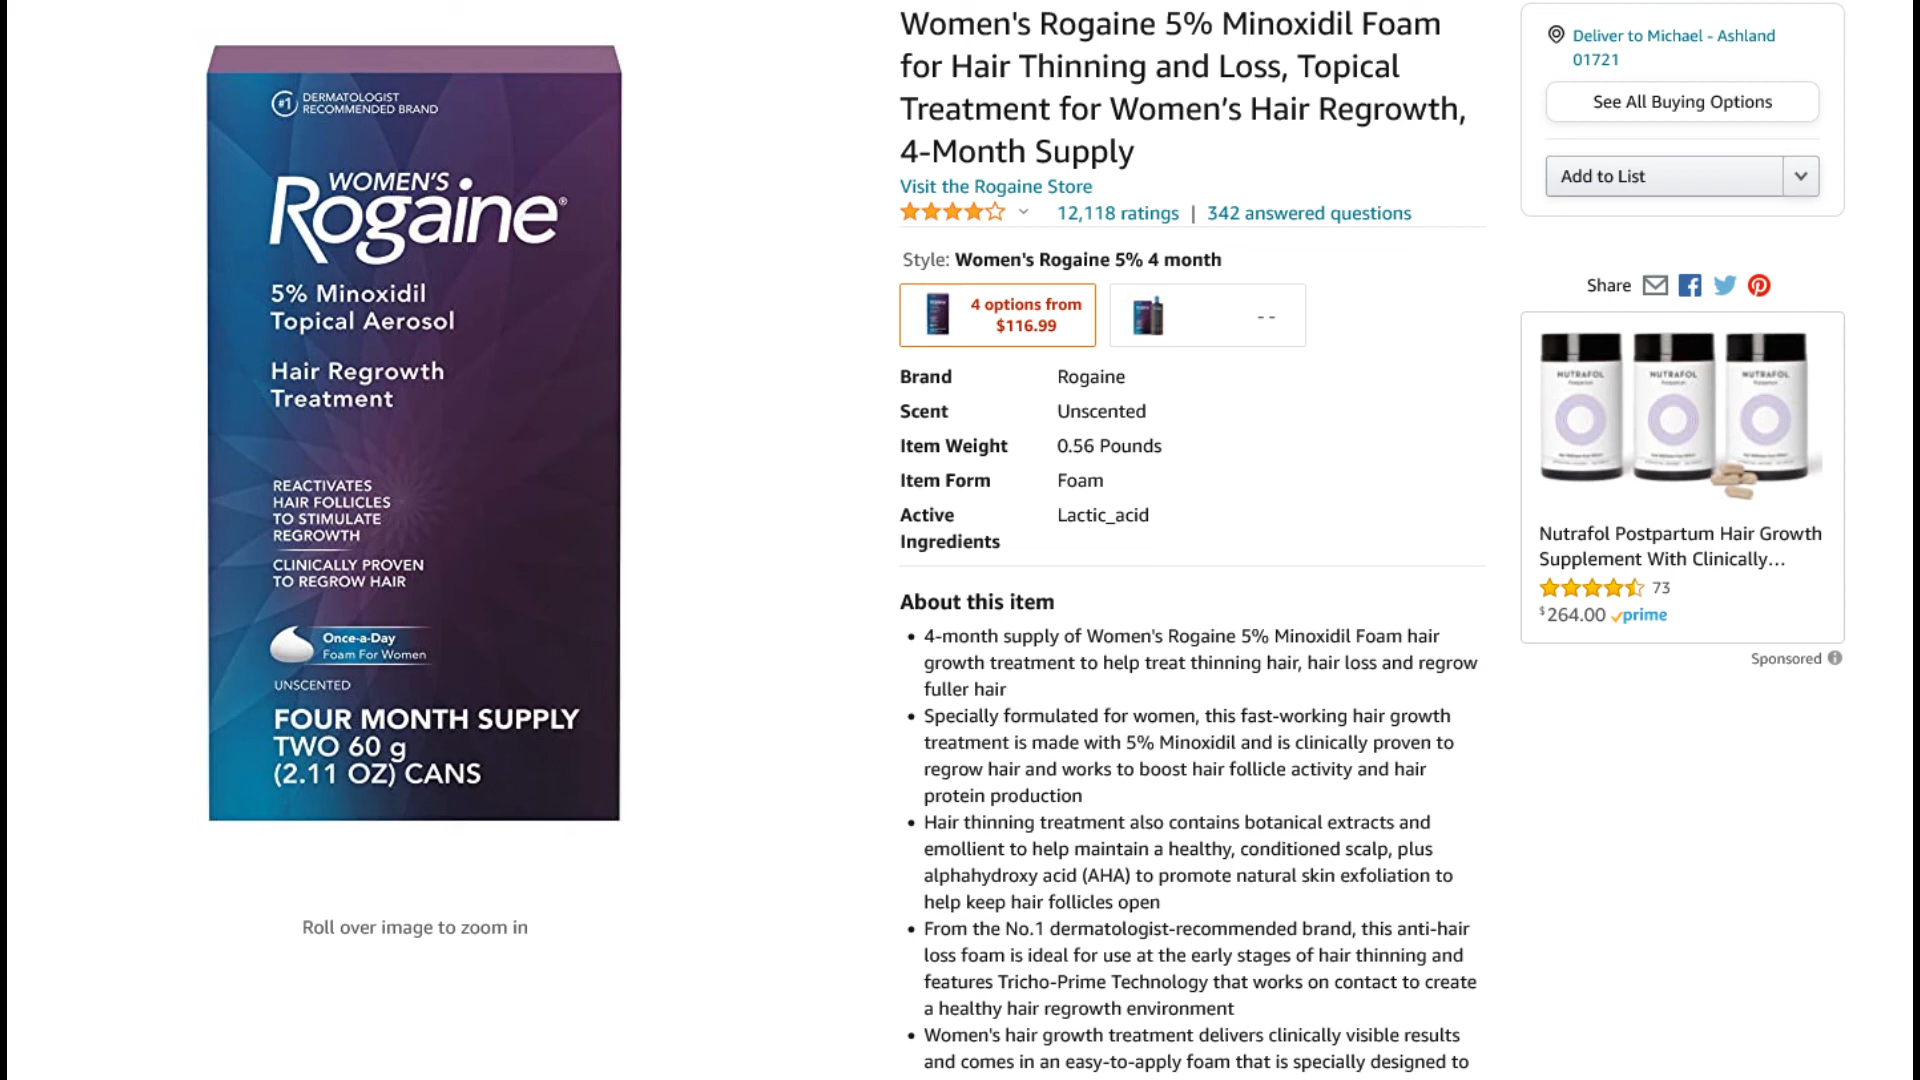 #1 DERMATOLOGIST
RECOMMENDED BRAND
WOMEN'S
Rogaine®
5% Minoxidil
Topical Aerosol
Hair Regrowth
Treatment
REACTIVATES
HAIR FOLLICLES
TO STIMULATE
REGROWTH
CLINICALLY PROVEN
TO REGROW HAIR
Once-a-Day
Foam For Women
UNSCENTED
FOUR MONTH SUPPLY
TWO 60 g
(2.11 OZ) CANS
Roll over image to zoom in
Women's Rogaine 5% Minoxidil Foam
for Hair Thinning and Loss, Topical
Treatment for Women’s Hair Regrowth,
4-Month Supply
Visit the Rogaine Store
12,118 ratings | 342 answered questions
Style: Women's Rogaine 5% 4 month
4 options from
$116.99
- -
Brand Rogaine
Scent Unscented
Item Weight 0.56 Pounds
Item Form Foam
Active Lactic_acid
Ingredients
About this item
• 4-month supply of Women's Rogaine 5% Minoxidil Foam hair
growth treatment to help treat thinning hair, hair loss and regrow
fuller hair
• Specially formulated for women, this fast-working hair growth
treatment is made with 5% Minoxidil and is clinically proven to
regrow hair and works to boost hair follicle activity and hair
protein production
• Hair thinning treatment also contains botanical extracts and
emollient to help maintain a healthy, conditioned scalp, plus
alphahydroxy acid (AHA) to promote natural skin exfoliation to
help keep hair follicles open
• From the No.1 dermatologist-recommended brand, this anti-hair
loss foam is ideal for use at the early stages of hair thinning and
features Tricho-Prime Technology that works on contact to create
a healthy hair regrowth environment
• Women's hair growth treatment delivers clinically visible results
and comes in an easy-to-apply foam that is specially designed to
Deliver to Michael - Ashland
01721
See All Buying Options
Add to List
Share
NUTRAFOL NUTRAFOL NUTRAFOL
Nutrafol Postpartum Hair Growth
Supplement With Clinically...
73
$264.00 prime
Sponsored